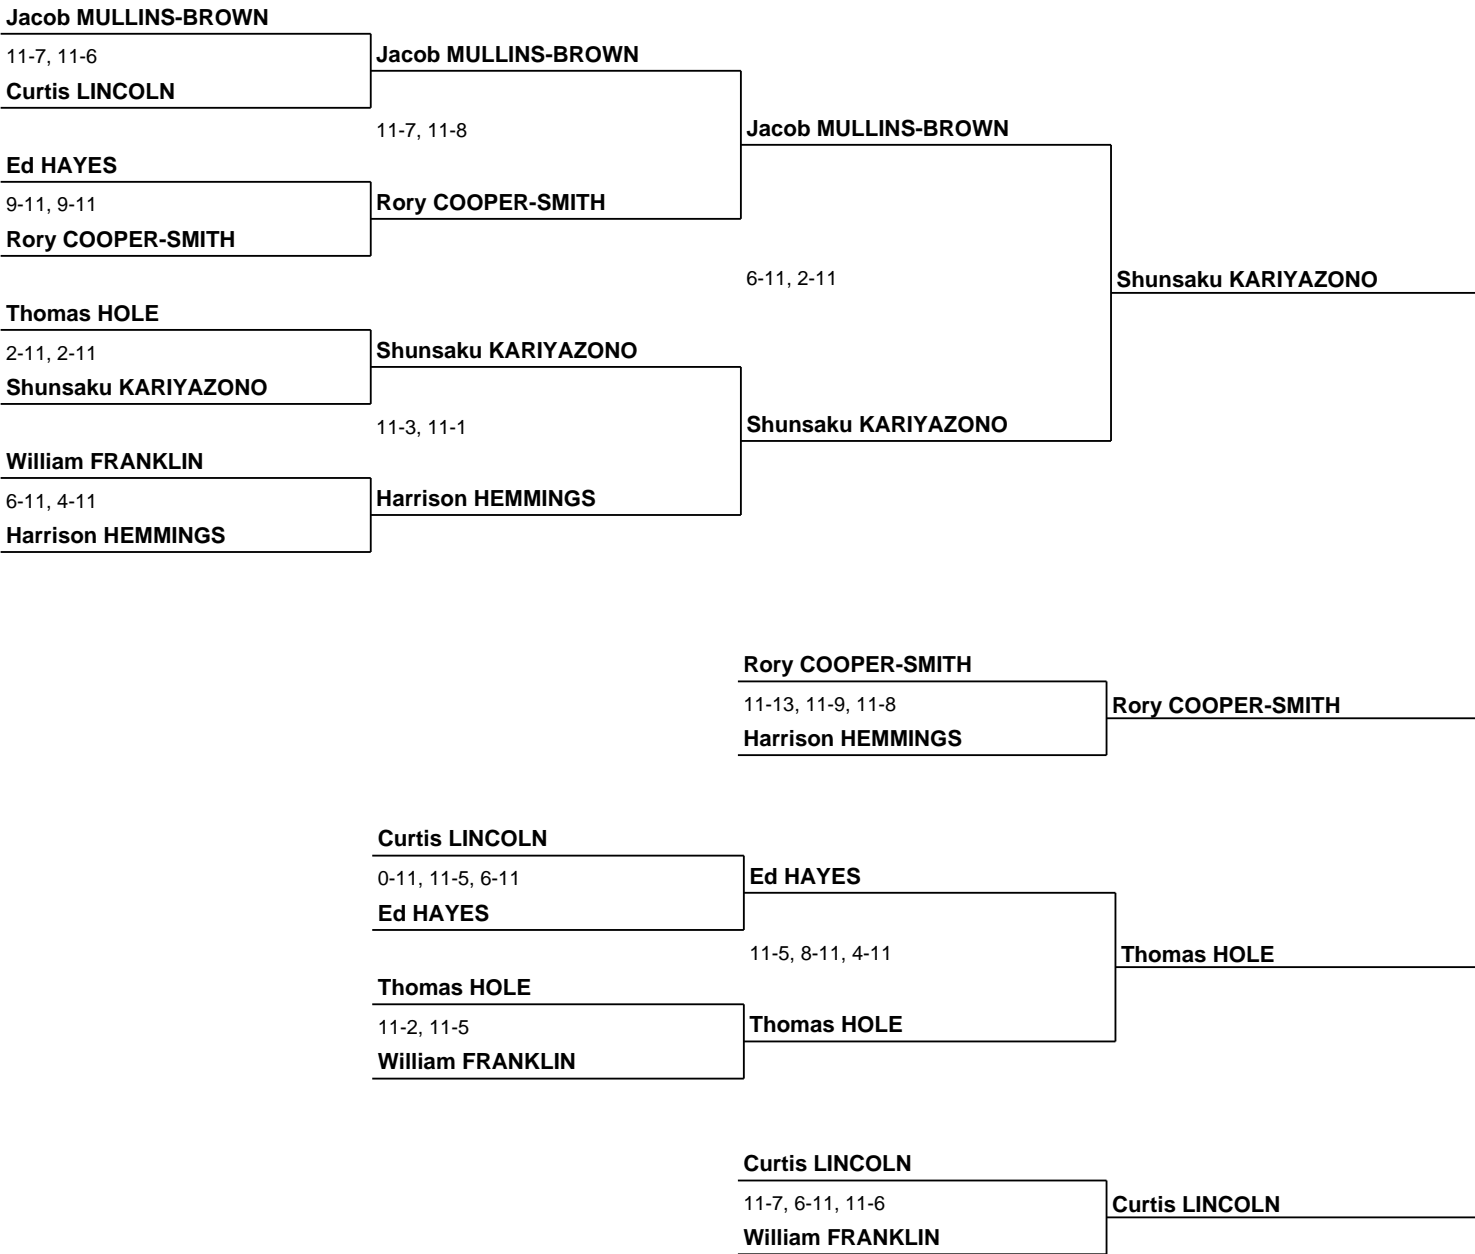 Jacob MULLINS-BROWN
11-7, 11-6
Curtis LINCOLN
Ed HAYES
9-11, 9-11
Rory COOPER-SMITH
Thomas HOLE
2-11, 2-11
Shunsaku KARIYAZONO
William FRANKLIN
6-11, 4-11
Harrison HEMMINGS
Jacob MULLINS-BROWN
11-7, 11-8
Rory COOPER-SMITH
Shunsaku KARIYAZONO
11-3, 11-1
Harrison HEMMINGS
Jacob MULLINS-BROWN
6-11, 2-11
Shunsaku KARIYAZONO
Shunsaku KARIYAZONO
Rory COOPER-SMITH
11-13, 11-9, 11-8
Harrison HEMMINGS
Rory COOPER-SMITH
Curtis LINCOLN
0-11, 11-5, 6-11
Ed HAYES
Thomas HOLE
11-2, 11-5
William FRANKLIN
Ed HAYES
11-5, 8-11, 4-11
Thomas HOLE
Thomas HOLE
Curtis LINCOLN
11-7, 6-11, 11-6
William FRANKLIN
Curtis LINCOLN